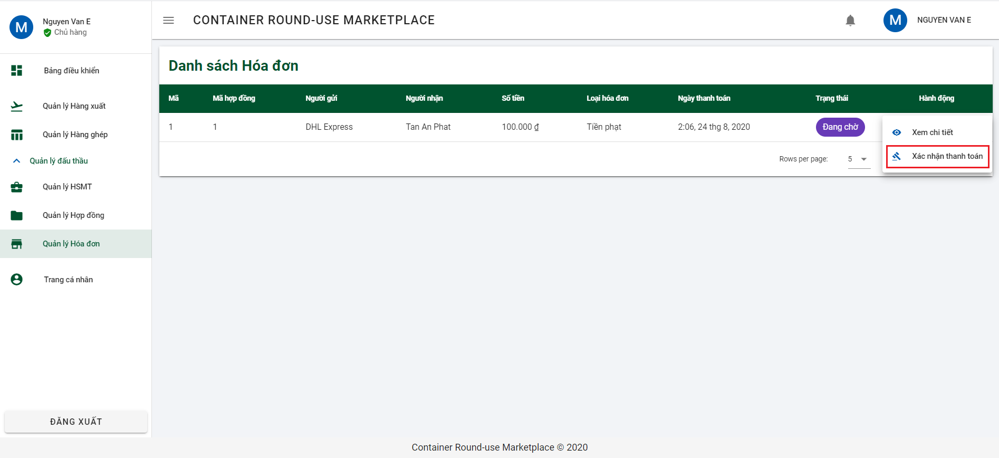 M
Nguyen Van E
Chủ hàng
CONTAINER ROUND-USE MARKETPLACE
M
NGUYEN VAN E
Bảng điều khiển
Quản lý Hàng xuất
Quản lý Hàng ghép
Quản lý đấu thầu
Quản lý HSMT
Quản lý Hợp đồng
Quản lý Hóa đơn
Trang cá nhân
ĐĂNG XUẤT
Danh sách Hóa đơn
Mã Mã hợp đồng Người gửi Người nhận Số tiền Loại hóa đơn Ngày thanh toán Trạng thái Hành động
1 1 DHL Express Tan An Phat 100.000 ₫ Tiền phạt 2:06, 24 thg 8, 2020 Đang chờ
Xem chi tiết
Xác nhận thanh toán
Rows per page: 5
Container Round-use Marketplace © 2020